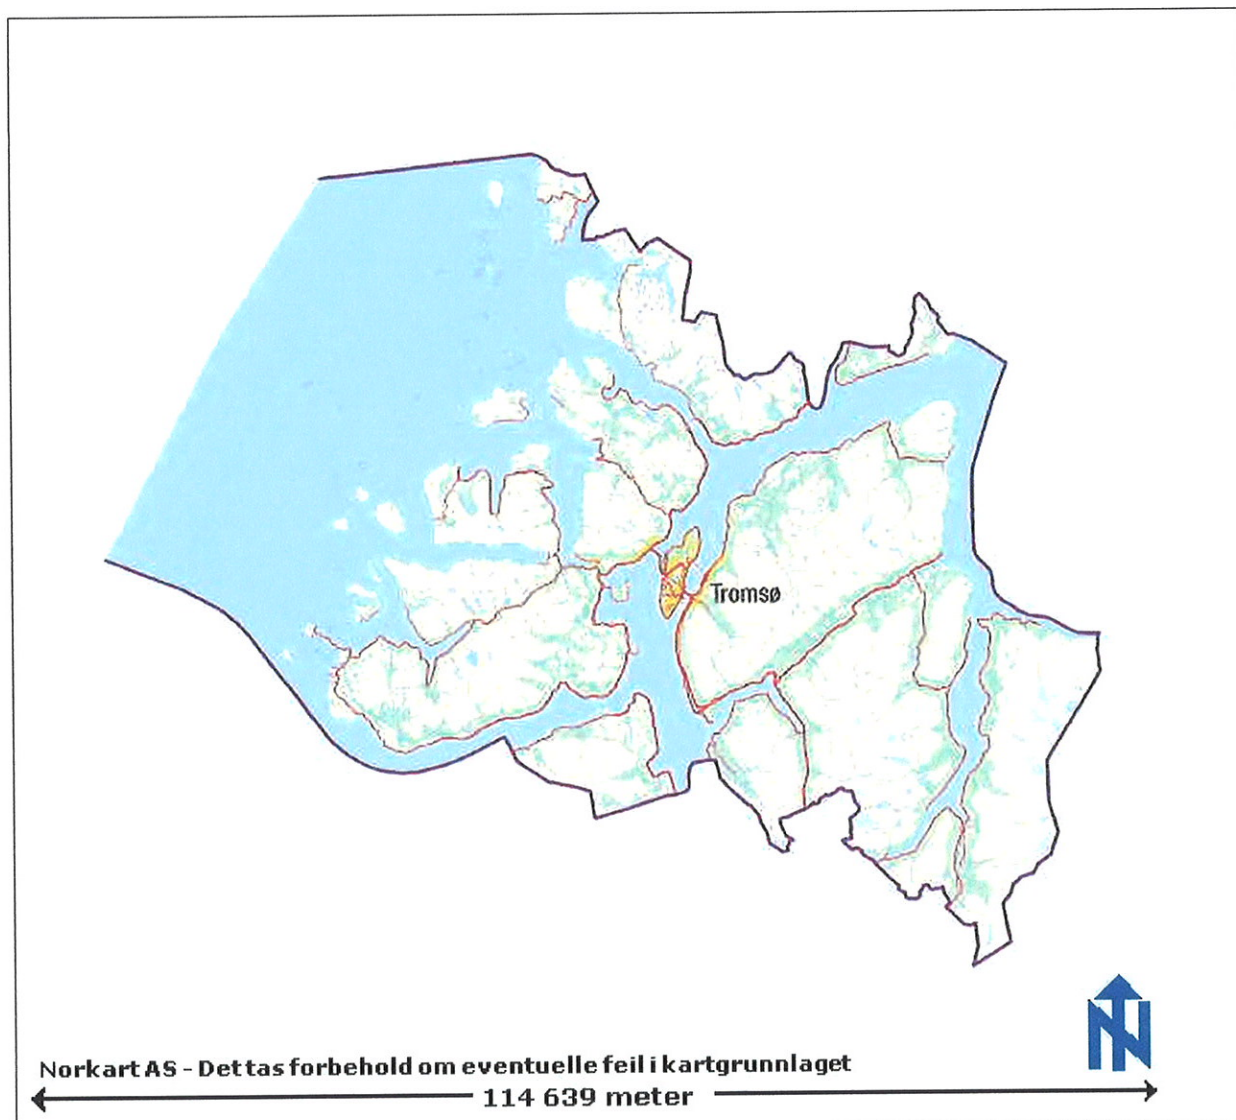 Tromsø
N
Norkart AS - Det tas forbehold om eventuelle feil i kartgrunnlaget
114 639 meter